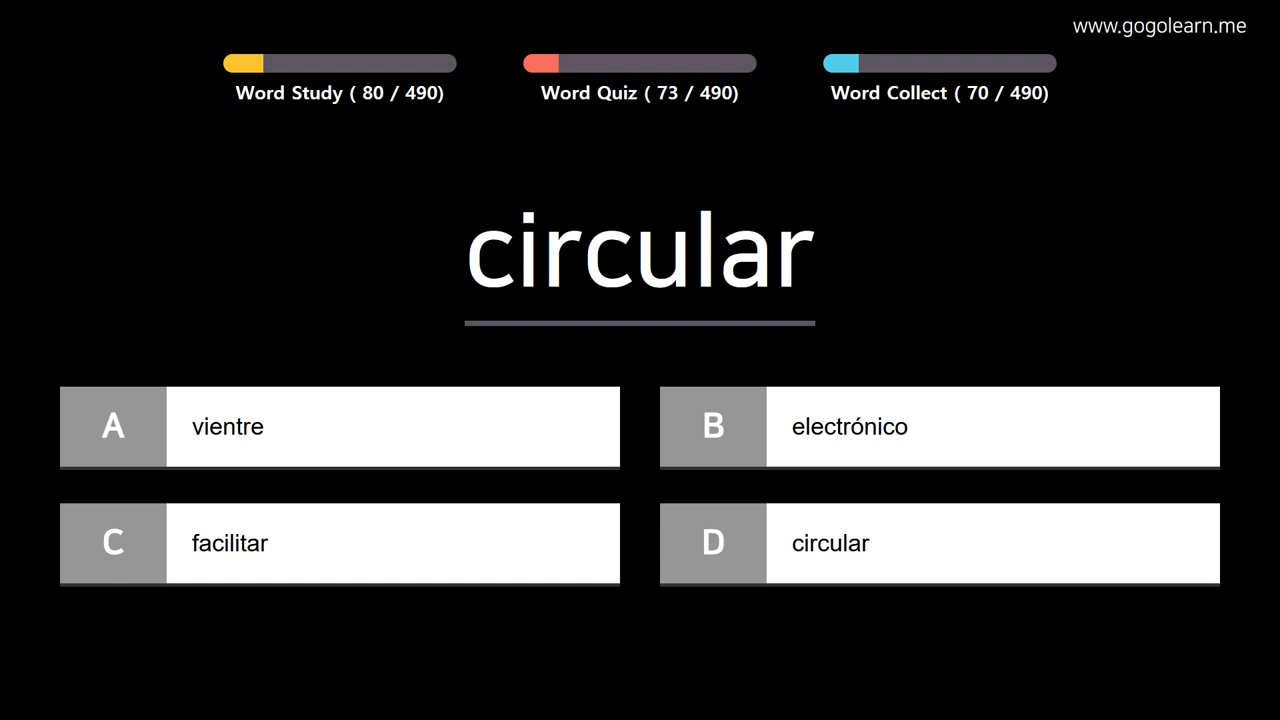 www.gogolearn.me
Word Study ( 80 / 490)
Word Quiz ( 73 / 490)
Word Collect ( 70 / 490)
circular
A vientre
B electrónico
C facilitar
D circular